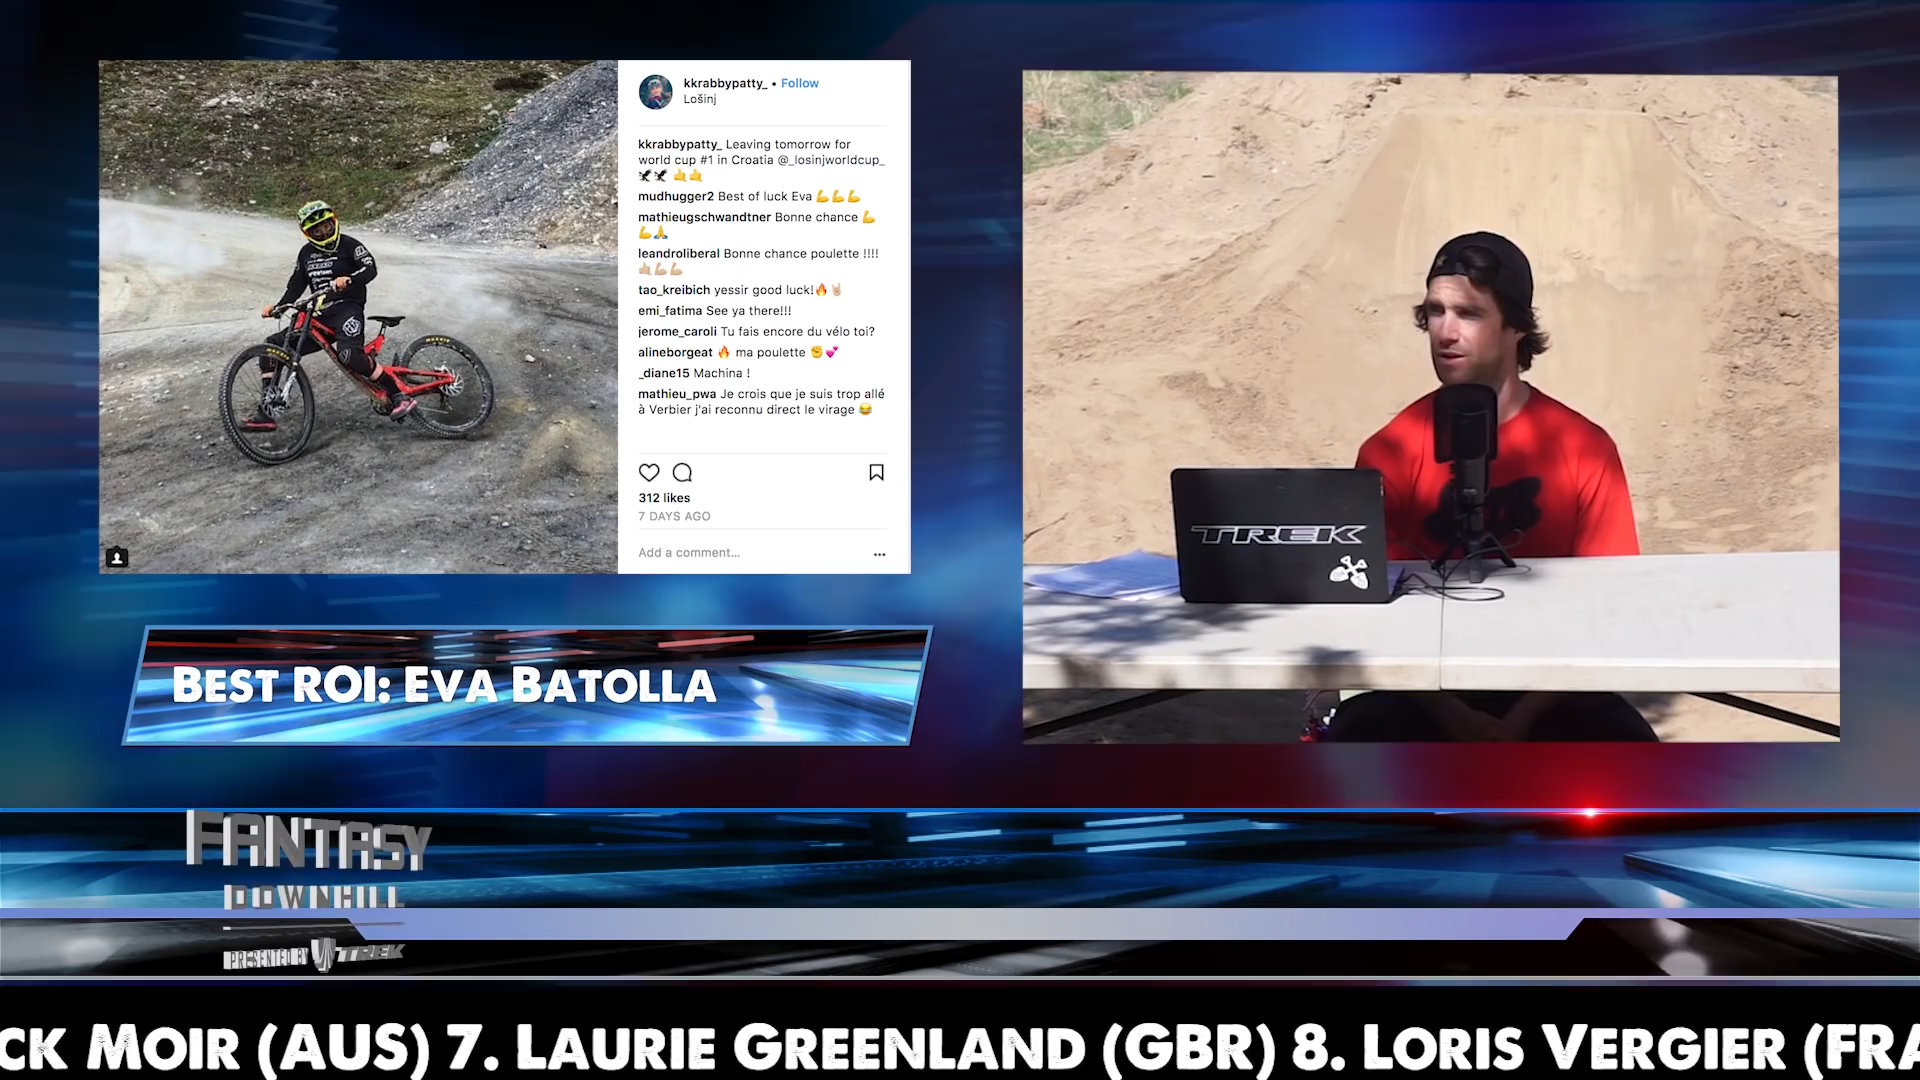 kkrabbypatty_ • Follow
Lošinj
kkrabbypatty_ Leaving tomorrow for
world cup #1 in Croatia @_losinjworldcup_
🦅🦅 🤙🤙
mudhugger2 Best of luck Eva 💪💪💪
mathieugschwandtner Bonne chance 💪
💪🙏
leandroliberal Bonne chance poulette !!!!
🤙🏼💪🏼💪🏼
tao_kreibich yessir good luck!🔥🤘🏼
emi_fatima See ya there!!!
jerome_caroli Tu fais encore du vélo toi?
alineborgeat 🔥 ma poulette ✊💕
_diane15 Machina !
mathieu_pwa Je crois que je suis trop allé
à Verbier j'ai reconnu direct le virage 😂
312 likes
7 DAYS AGO
Add a comment...
TREK
BEST ROI: EVA BATOLLA
FANTASY
DOWNHILL
PRESENTED BY TREK
CK MOIR (AUS) 7. LAURIE GREENLAND (GBR) 8. LORIS VERGIER (FRA